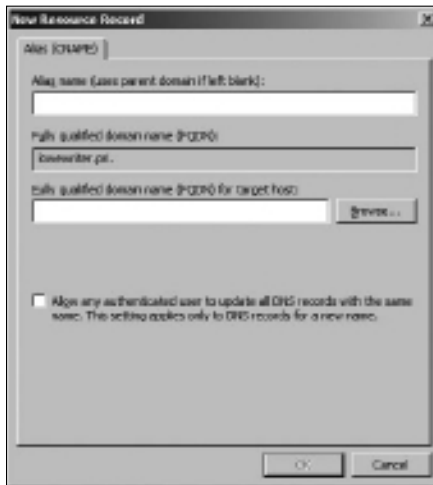 New Resource Record
Alias (CNAME)
Alias name (uses parent domain if left blank):
Fully qualified domain name (FQDN):
Fully qualified domain name (FQDN) for target host:
Browse...
Allow any authenticated user to update all DNS records with the same
name. This setting applies only to DNS records for a new name.
OK
Cancel